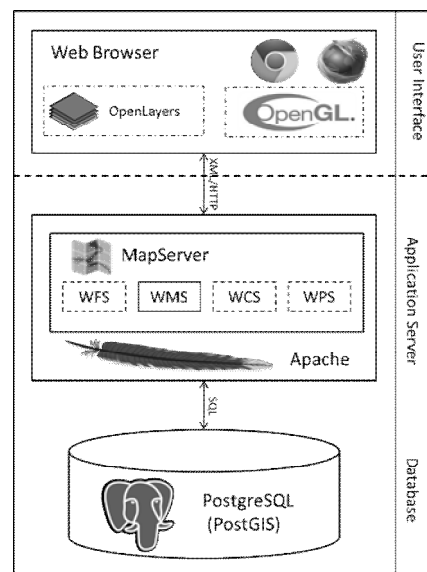 Web Browser
OpenLayers
OpenGL.
User Interface
XML/HTTP
MapServer
WFS
WMS
WCS
WPS
Apache
Application Server
SQL
PostgreSQL
(PostGIS)
Database